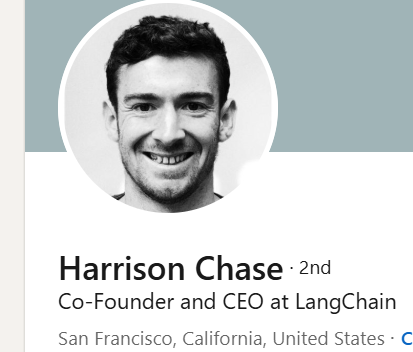 Harrison Chase · 2nd
Co-Founder and CEO at LangChain
San Francisco, California, United States ·